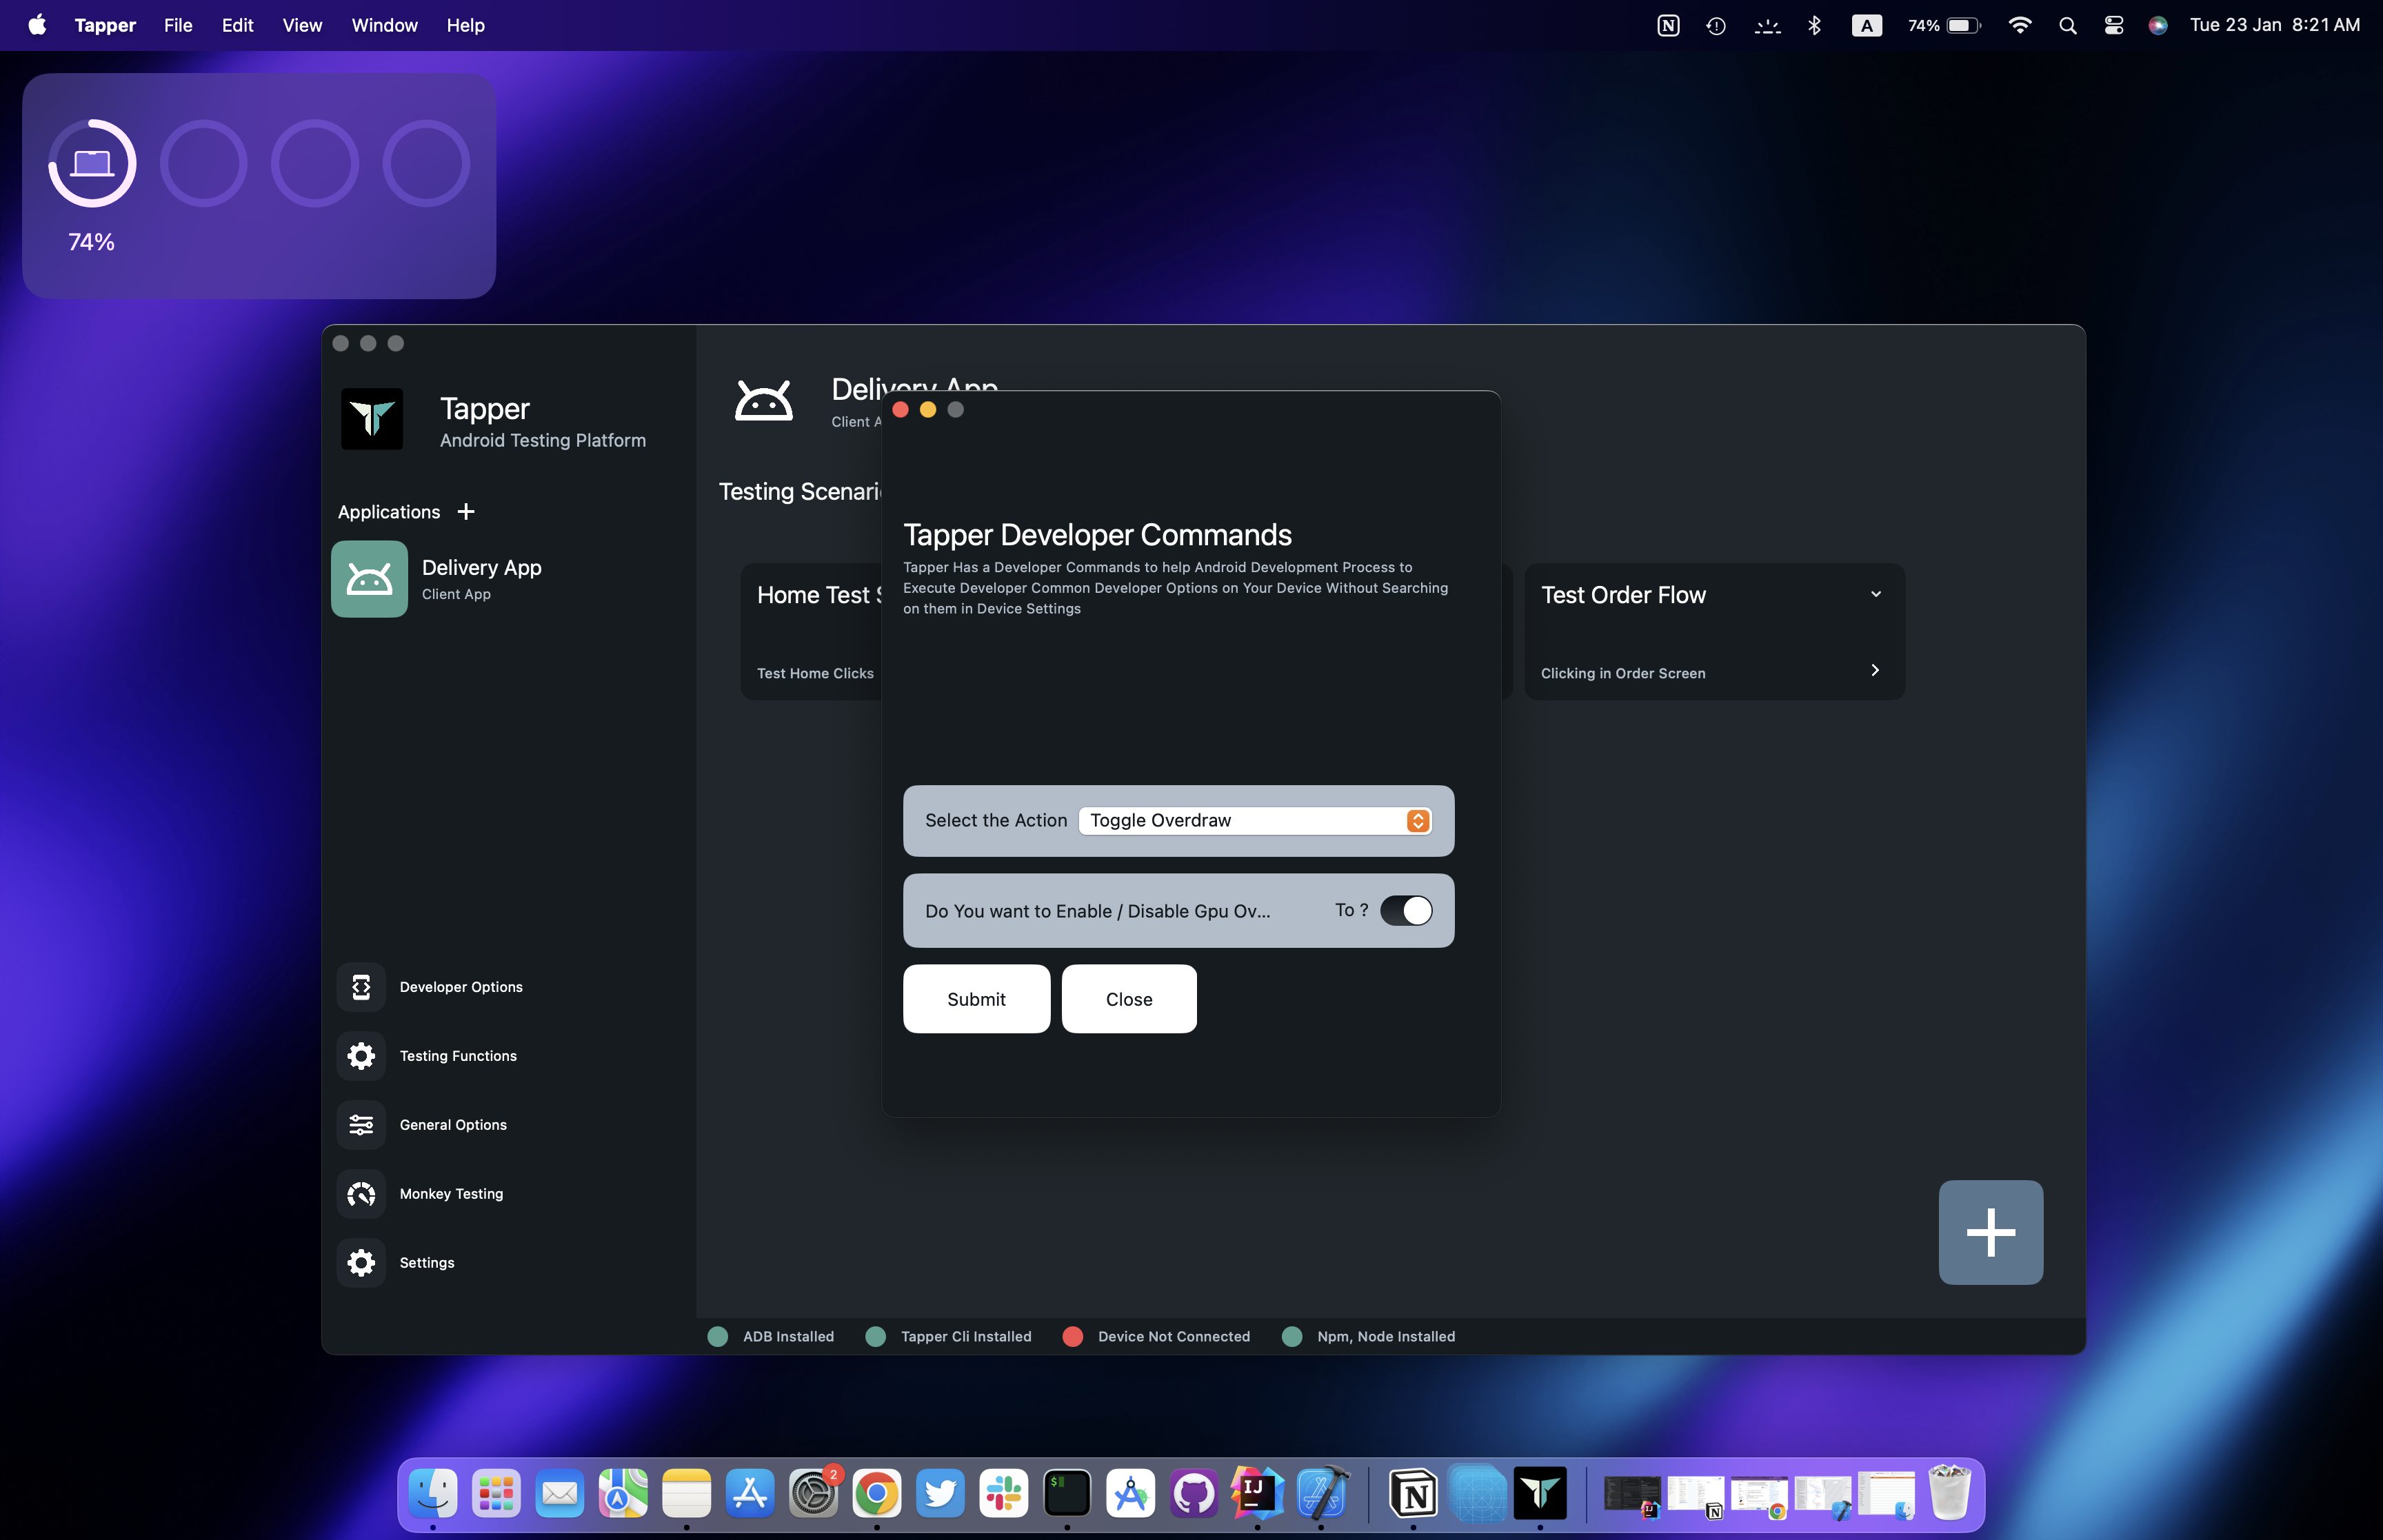 Tapper File Edit View Window Help
N A 74% Tue 23 Jan 8:21 AM
74%
Tapper
Android Testing Platform
Applications
Delivery App
Client App
Developer Options
Testing Functions
General Options
Monkey Testing
Settings
Delivery App
Client A
Testing Scenari
Home Test S
Test Home Clicks
Test Order Flow
Clicking in Order Screen
Tapper Developer Commands
Tapper Has a Developer Commands to help Android Development Process to
Execute Developer Common Developer Options on Your Device Without Searching
on them in Device Settings
Select the Action Toggle Overdraw
Do You want to Enable / Disable Gpu Ov... To ?
Submit Close
ADB Installed Tapper Cli Installed Device Not Connected Npm, Node Installed
2
$
IJ
N